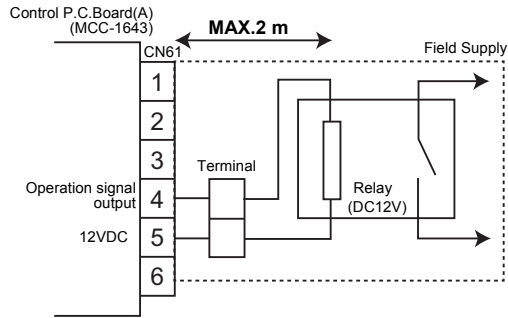 Control P.C.Board(A)
(MCC-1643)
MAX.2 m
CN61
Field Supply
1
2
3
Terminal
Operation signal
output
4
Relay
(DC12V)
12VDC
5
6